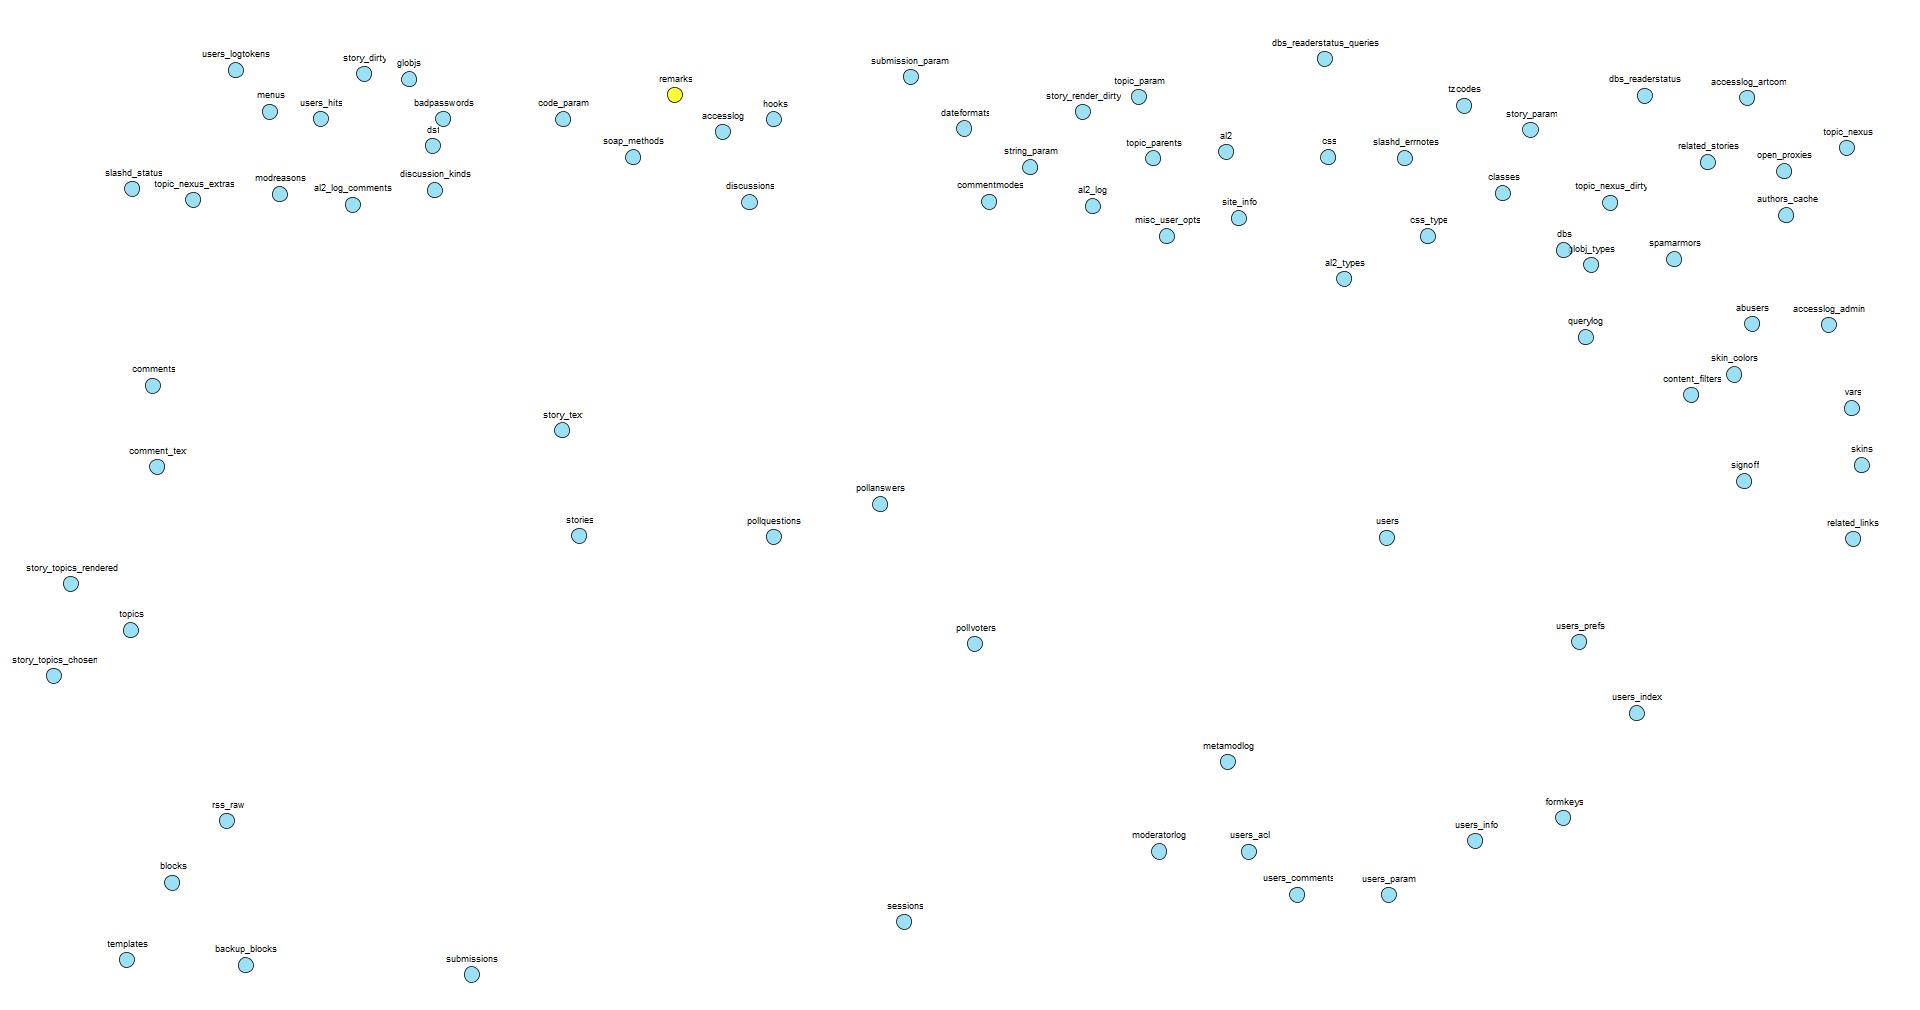 dbs_readerstatus_queries
users_logtokens
story_dirty
globjs
submission_param
remarks
topic_param
dbs_readerstatus
accesslog_artcom
tzcodes
menus
users_hits
badpasswords
code_param
hooks
story_render_dirty
accesslog
dateformats
story_param
dst
topic_nexus
soap_methods
al2
string_param
topic_parents
css
slashd_errnotes
related_stories
open_proxies
slashd_status
topic_nexus_extras
modreasons
al2_log_comments
discussion_kinds
discussions
commentmodes
al2_log
classes
topic_nexus_dirty
authors_cache
site_info
misc_user_opts
css_type
dbs
globj_types
spamarmors
al2_types
abusers
accesslog_admin
querylog
skin_colors
comments
content_filters
vars
story_tex
comment_tex
skins
signoff
pollanswers
stories
pollquestions
users
related_links
story_topics_rendered
topics
pollvoters
users_prefs
story_topics_chosen
users_index
metamodlog
rss_raw
formkeys
moderatorlog
users_acl
users_info
blocks
users_comments
users_param
sessions
templates
backup_blocks
submissions